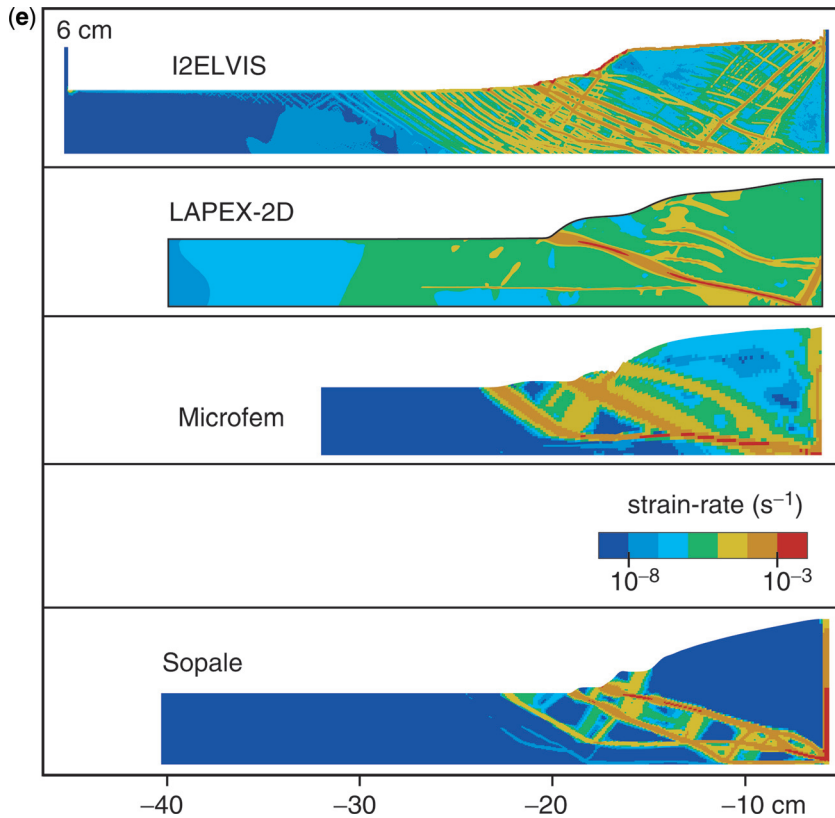 (e)
6 cm
I2ELVIS
LAPEX-2D
Microfem
strain-rate (s⁻¹)
10⁻⁸ 10⁻³
Sopale
−40 −30 −20 −10 cm